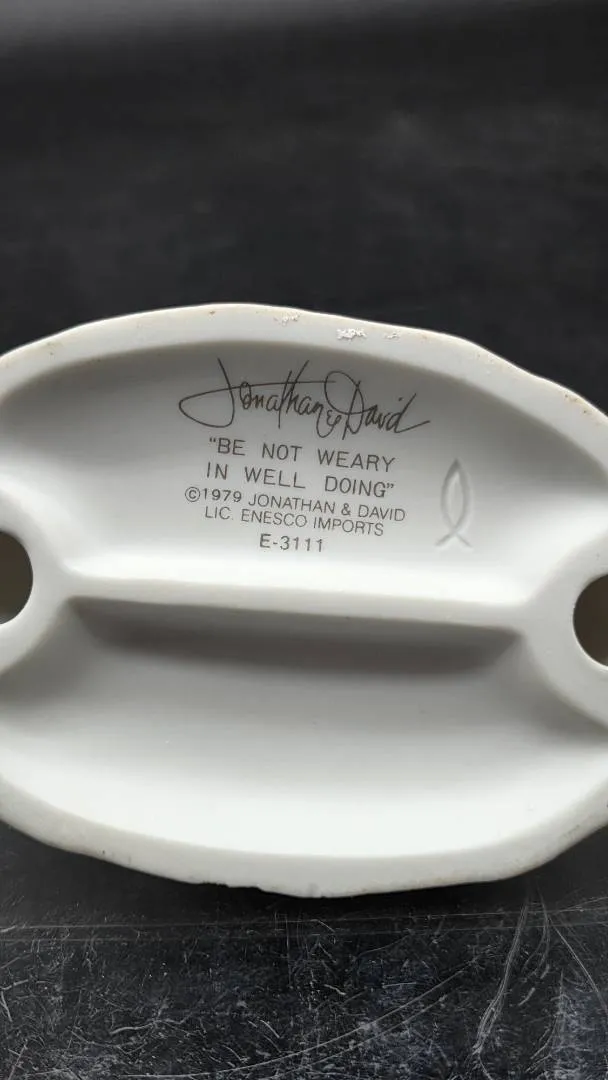 Jonathan & David
"BE NOT WEARY
IN WELL DOING"
©1979 JONATHAN & DAVID
LIC. ENESCO IMPORTS
E-3111